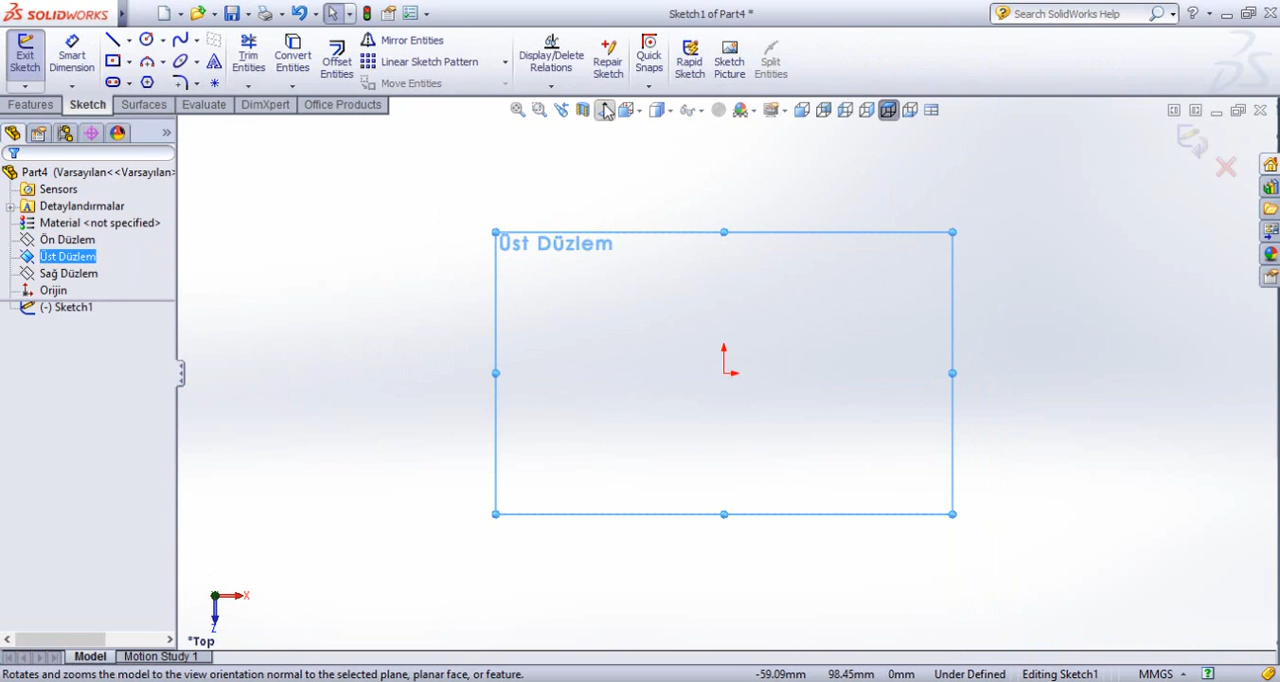 SOLIDWORKS
Sketch1 of Part4 *
Search SolidWorks Help
Exit Sketch
Smart Dimension
Trim Entities
Convert Entities
Offset Entities
Mirror Entities
Linear Sketch Pattern
Move Entities
Display/Delete Relations
Repair Sketch
Quick Snaps
Rapid Sketch
Sketch Picture
Split Entities
Features
Sketch
Surfaces
Evaluate
DimXpert
Office Products
Part4 (Varsayılan<<Varsayılan>
Sensors
Detaylandırmalar
Material <not specified>
Ön Düzlem
Üst Düzlem
Sağ Düzlem
Orijin
(-) Sketch1
Üst Düzlem
X
Z
*Top
Model
Motion Study 1
Rotates and zooms the model to the view orientation normal to the selected plane, planar face, or feature.
-59.09mm
98.45mm
0mm
Under Defined
Editing Sketch1
MMGS